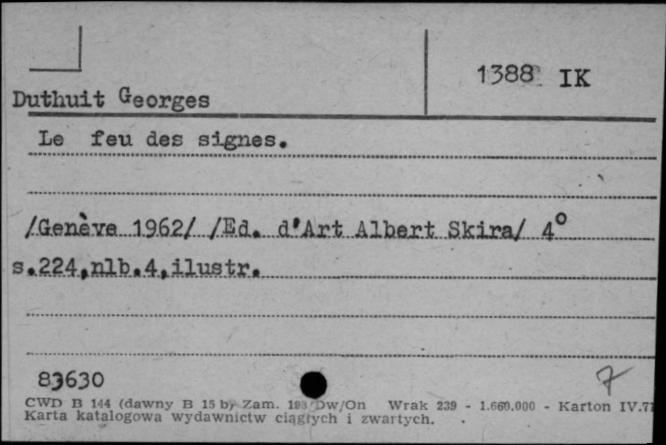 1388 IK
Duthuit Georges
Le feu des signes.
/Genève 1962/ /Ed. d'Art Albert Skira/ 4°
s.224,nlb.4,ilustr.
83630 7
CWD B 144 (dawny B 15 b) Zam. Dw/On Wrak 239 - 1.660.000 - Karton IV.71
Karta katalogowa wydawnictw ciągłych i zwartych.